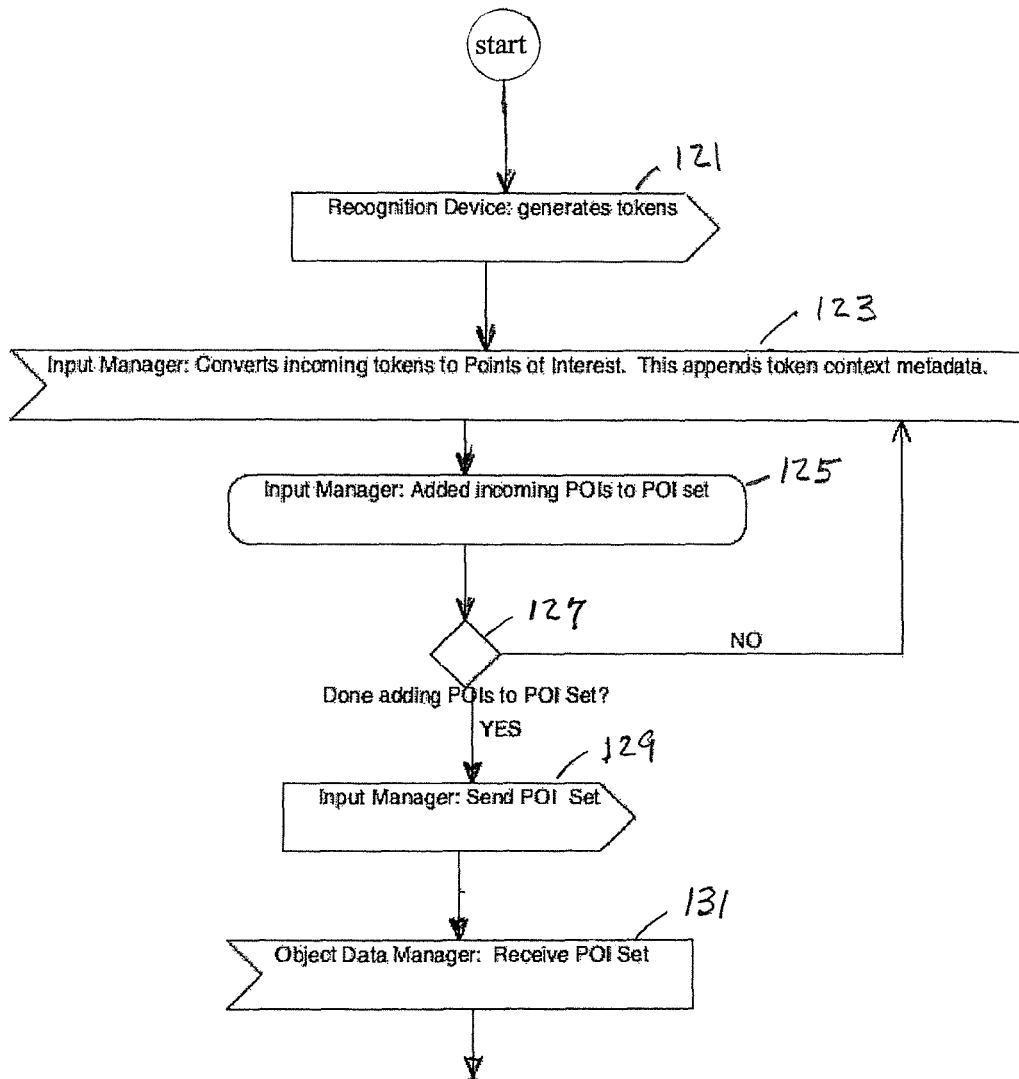 start
121
Recognition Device: generates tokens
123
Input Manager: Converts incoming tokens to Points of Interest.  This appends token context metadata.
125
Input Manager: Added incoming POIs to POI set
127
NO
Done adding POIs to POI Set?
YES
129
Input Manager: Send POI  Set
131
Object Data Manager:  Receive POI Set